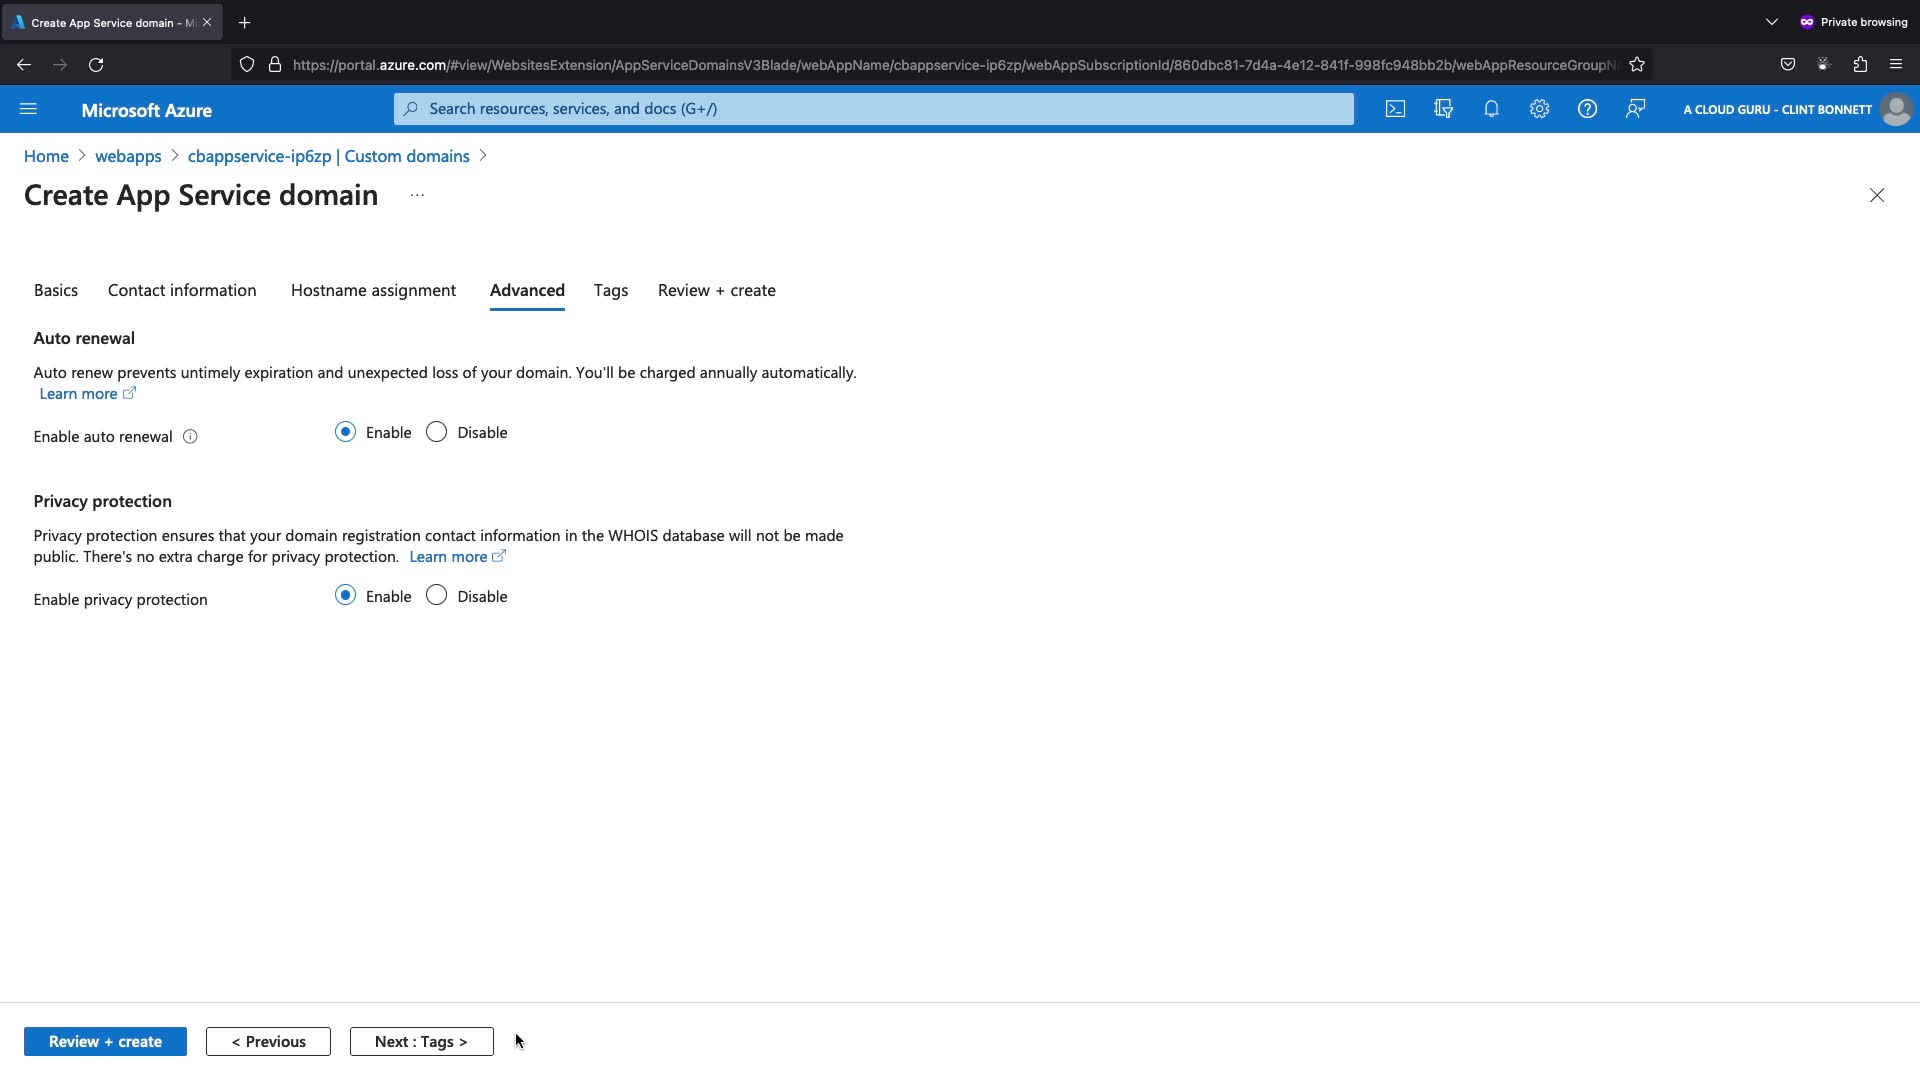 Create App Service domain - M
Private browsing
https://portal.azure.com/#view/WebsitesExtension/AppServiceDomainsV3Blade/webAppName/cbappservice-ip6zp/webAppSubscriptionId/860dbc81-7d4a-4e12-841f-998fc948bb2b/webAppResourceGroupN
Microsoft Azure
Search resources, services, and docs (G+/)
A CLOUD GURU - CLINT BONNETT
Home > webapps > cbappservice-ip6zp | Custom domains >
Create App Service domain ...
Basics Contact information Hostname assignment Advanced Tags Review + create
Auto renewal
Auto renew prevents untimely expiration and unexpected loss of your domain. You'll be charged annually automatically.
Learn more
Enable auto renewal Enable Disable
Privacy protection
Privacy protection ensures that your domain registration contact information in the WHOIS database will not be made
public. There's no extra charge for privacy protection. Learn more
Enable privacy protection Enable Disable
Review + create < Previous Next : Tags >